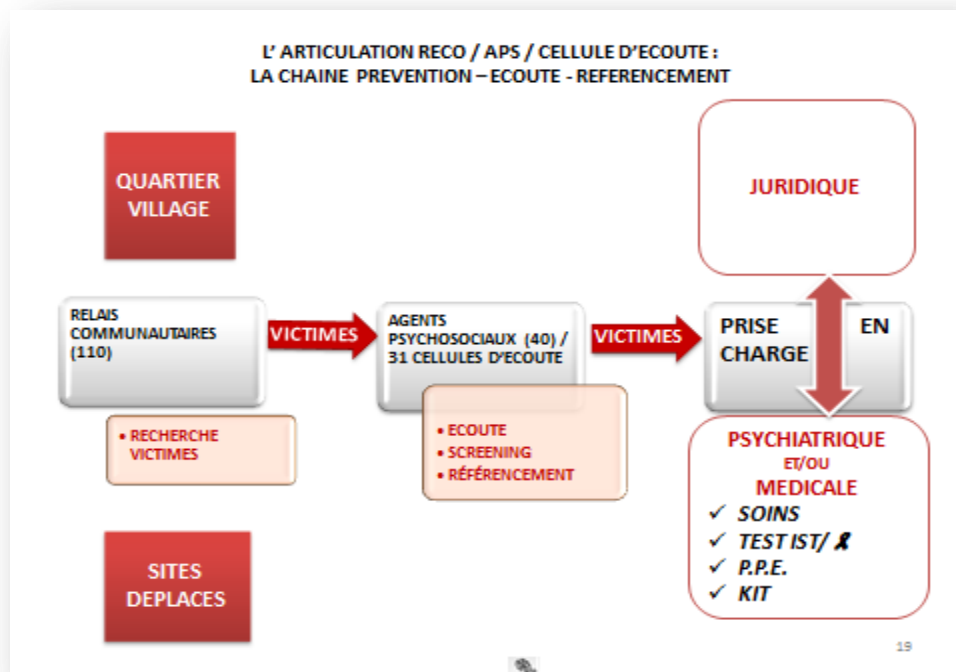 L' ARTICULATION RECO / APS / CELLULE D'ECOUTE :
LA CHAINE PREVENTION – ECOUTE - REFERENCEMENT
QUARTIER
VILLAGE
JURIDIQUE
RELAIS
COMMUNAUTAIRES
(110)
VICTIMES
AGENTS
PSYCHOSOCIAUX (40) /
31 CELLULES D'ECOUTE
VICTIMES
PRISE EN
CHARGE
• RECHERCHE
VICTIMES
• ECOUTE
• SCREENING
• RÉFÉRENCEMENT
PSYCHIATRIQUE
ET/OU
MEDICALE
✓ SOINS
✓ TEST IST/
✓ P.P.E.
✓ KIT
SITES
DEPLACES
19